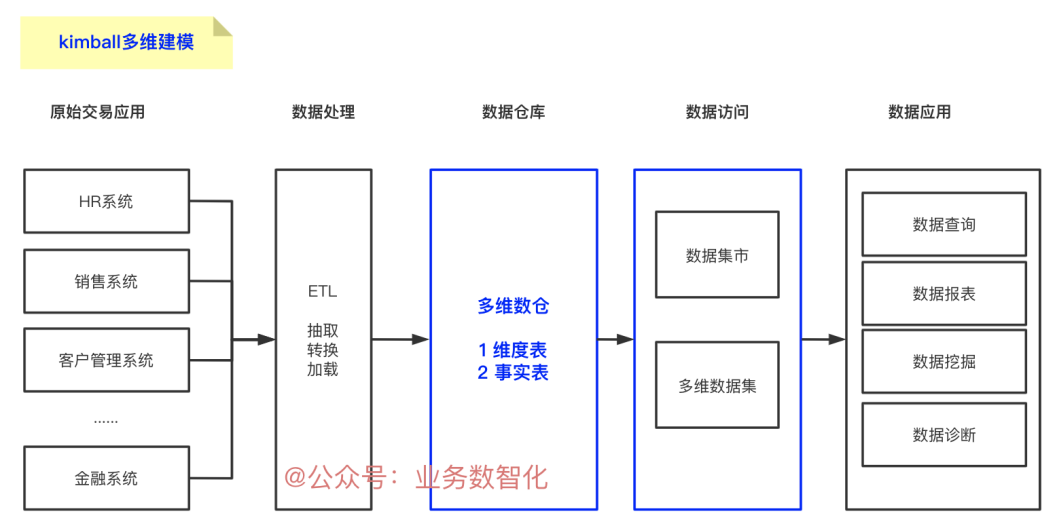 kimball多维建模
原始交易应用
数据处理
数据仓库
数据访问
数据应用
HR系统
销售系统
客户管理系统
......
金融系统
ETL
抽取
转换
加载
多维数仓
1 维度表
2 事实表
数据集市
多维数据集
数据查询
数据报表
数据挖掘
数据诊断
@公众号：业务数智化